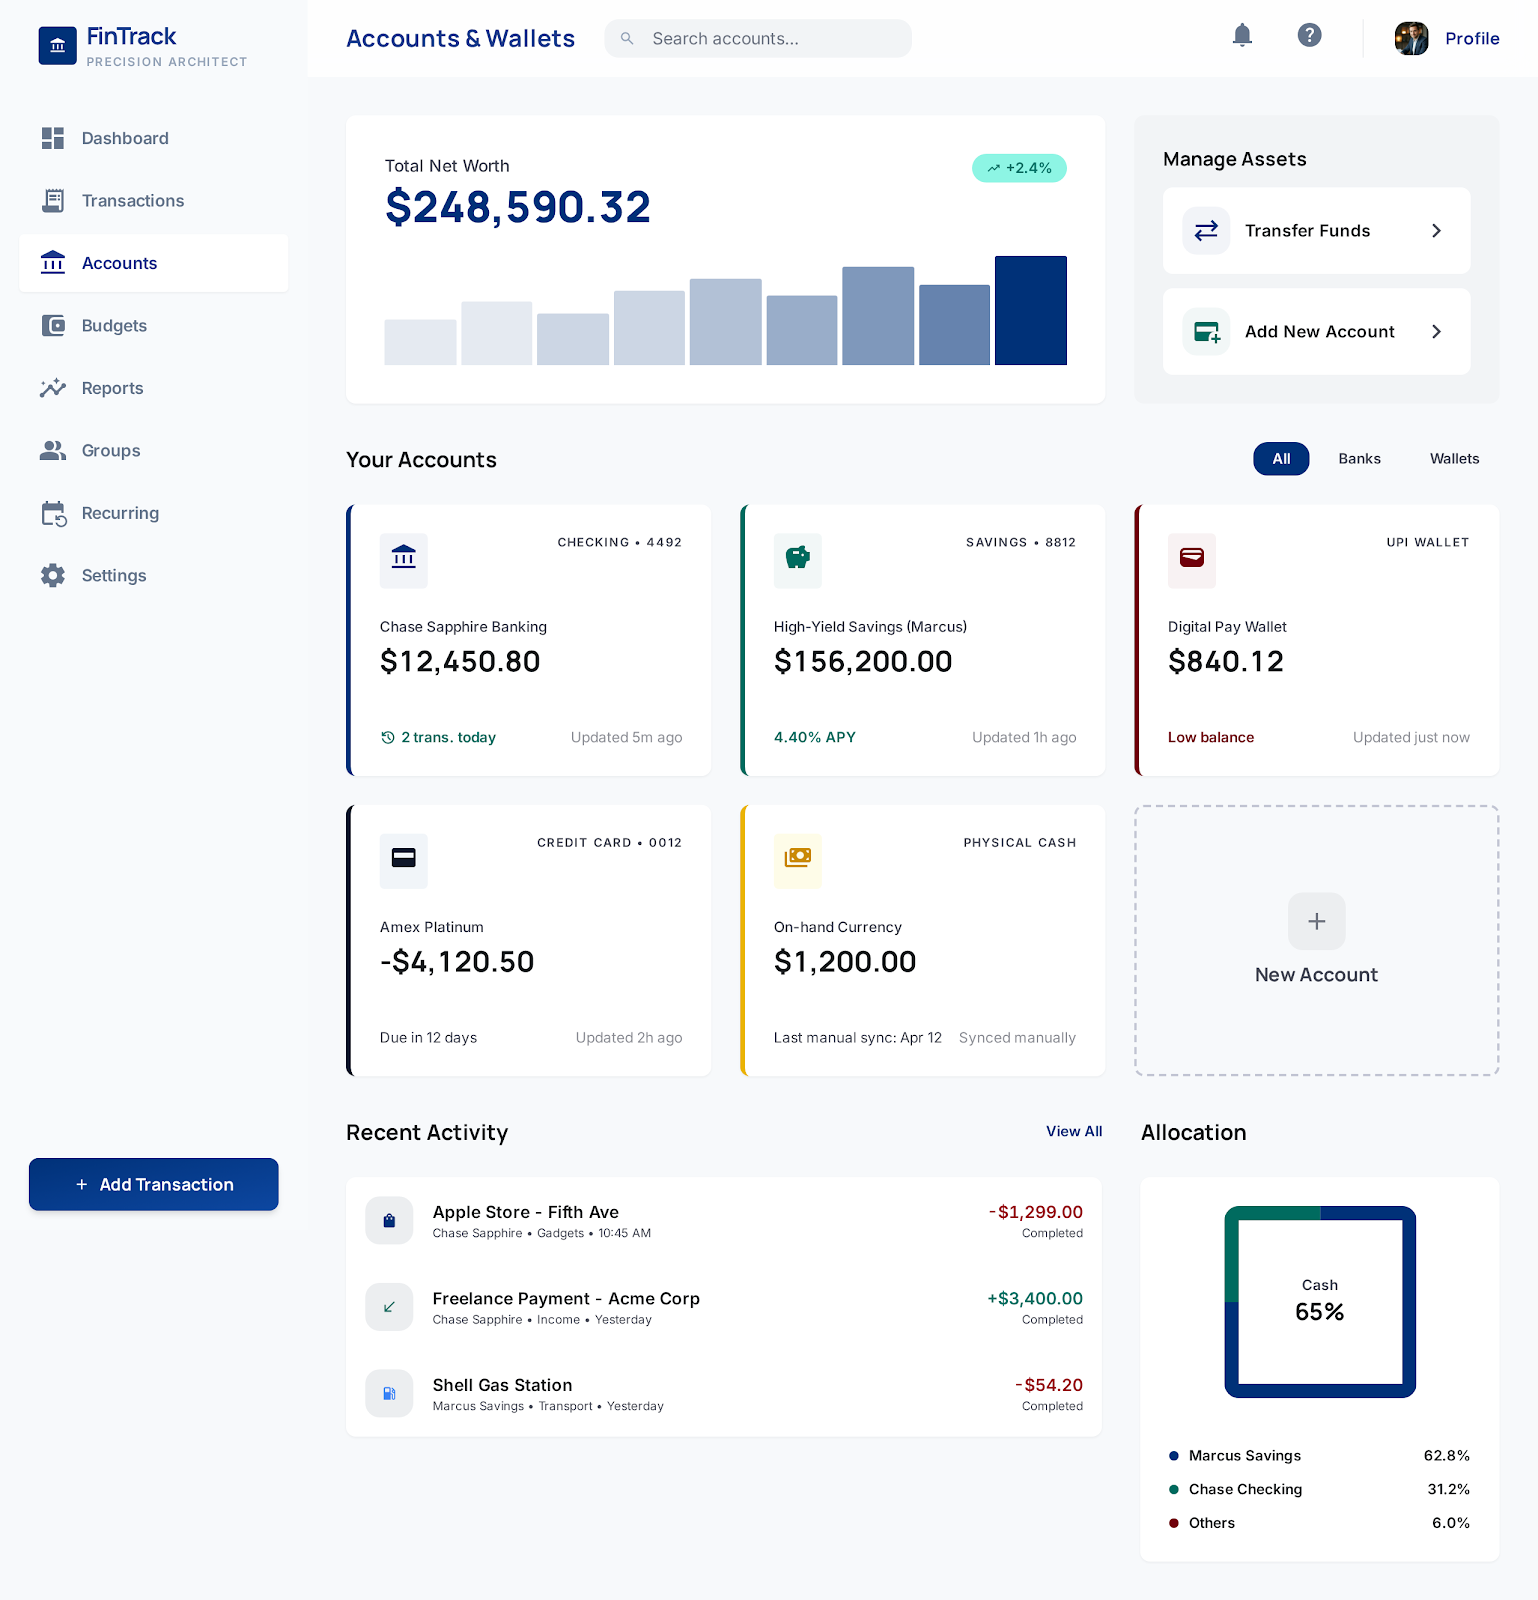 FinTrack
PRECISION ARCHITECT
Dashboard
Transactions
Accounts
Budgets
Reports
Groups
Recurring
Settings
+ Add Transaction
Accounts & Wallets
Search accounts...
Profile
Total Net Worth
+2.4%
$248,590.32
Manage Assets
Transfer Funds
Add New Account
Your Accounts
All
Banks
Wallets
CHECKING • 4492
Chase Sapphire Banking
$12,450.80
2 trans. today
Updated 5m ago
SAVINGS • 8812
High-Yield Savings (Marcus)
$156,200.00
4.40% APY
Updated 1h ago
UPI WALLET
Digital Pay Wallet
$840.12
Low balance
Updated just now
CREDIT CARD • 0012
Amex Platinum
-$4,120.50
Due in 12 days
Updated 2h ago
PHYSICAL CASH
On-hand Currency
$1,200.00
Last manual sync: Apr 12
Synced manually
New Account
Recent Activity
View All
Apple Store - Fifth Ave
-$1,299.00
Chase Sapphire • Gadgets • 10:45 AM
Completed
Freelance Payment - Acme Corp
+$3,400.00
Chase Sapphire • Income • Yesterday
Completed
Shell Gas Station
-$54.20
Marcus Savings • Transport • Yesterday
Completed
Allocation
Cash
65%
Marcus Savings
62.8%
Chase Checking
31.2%
Others
6.0%